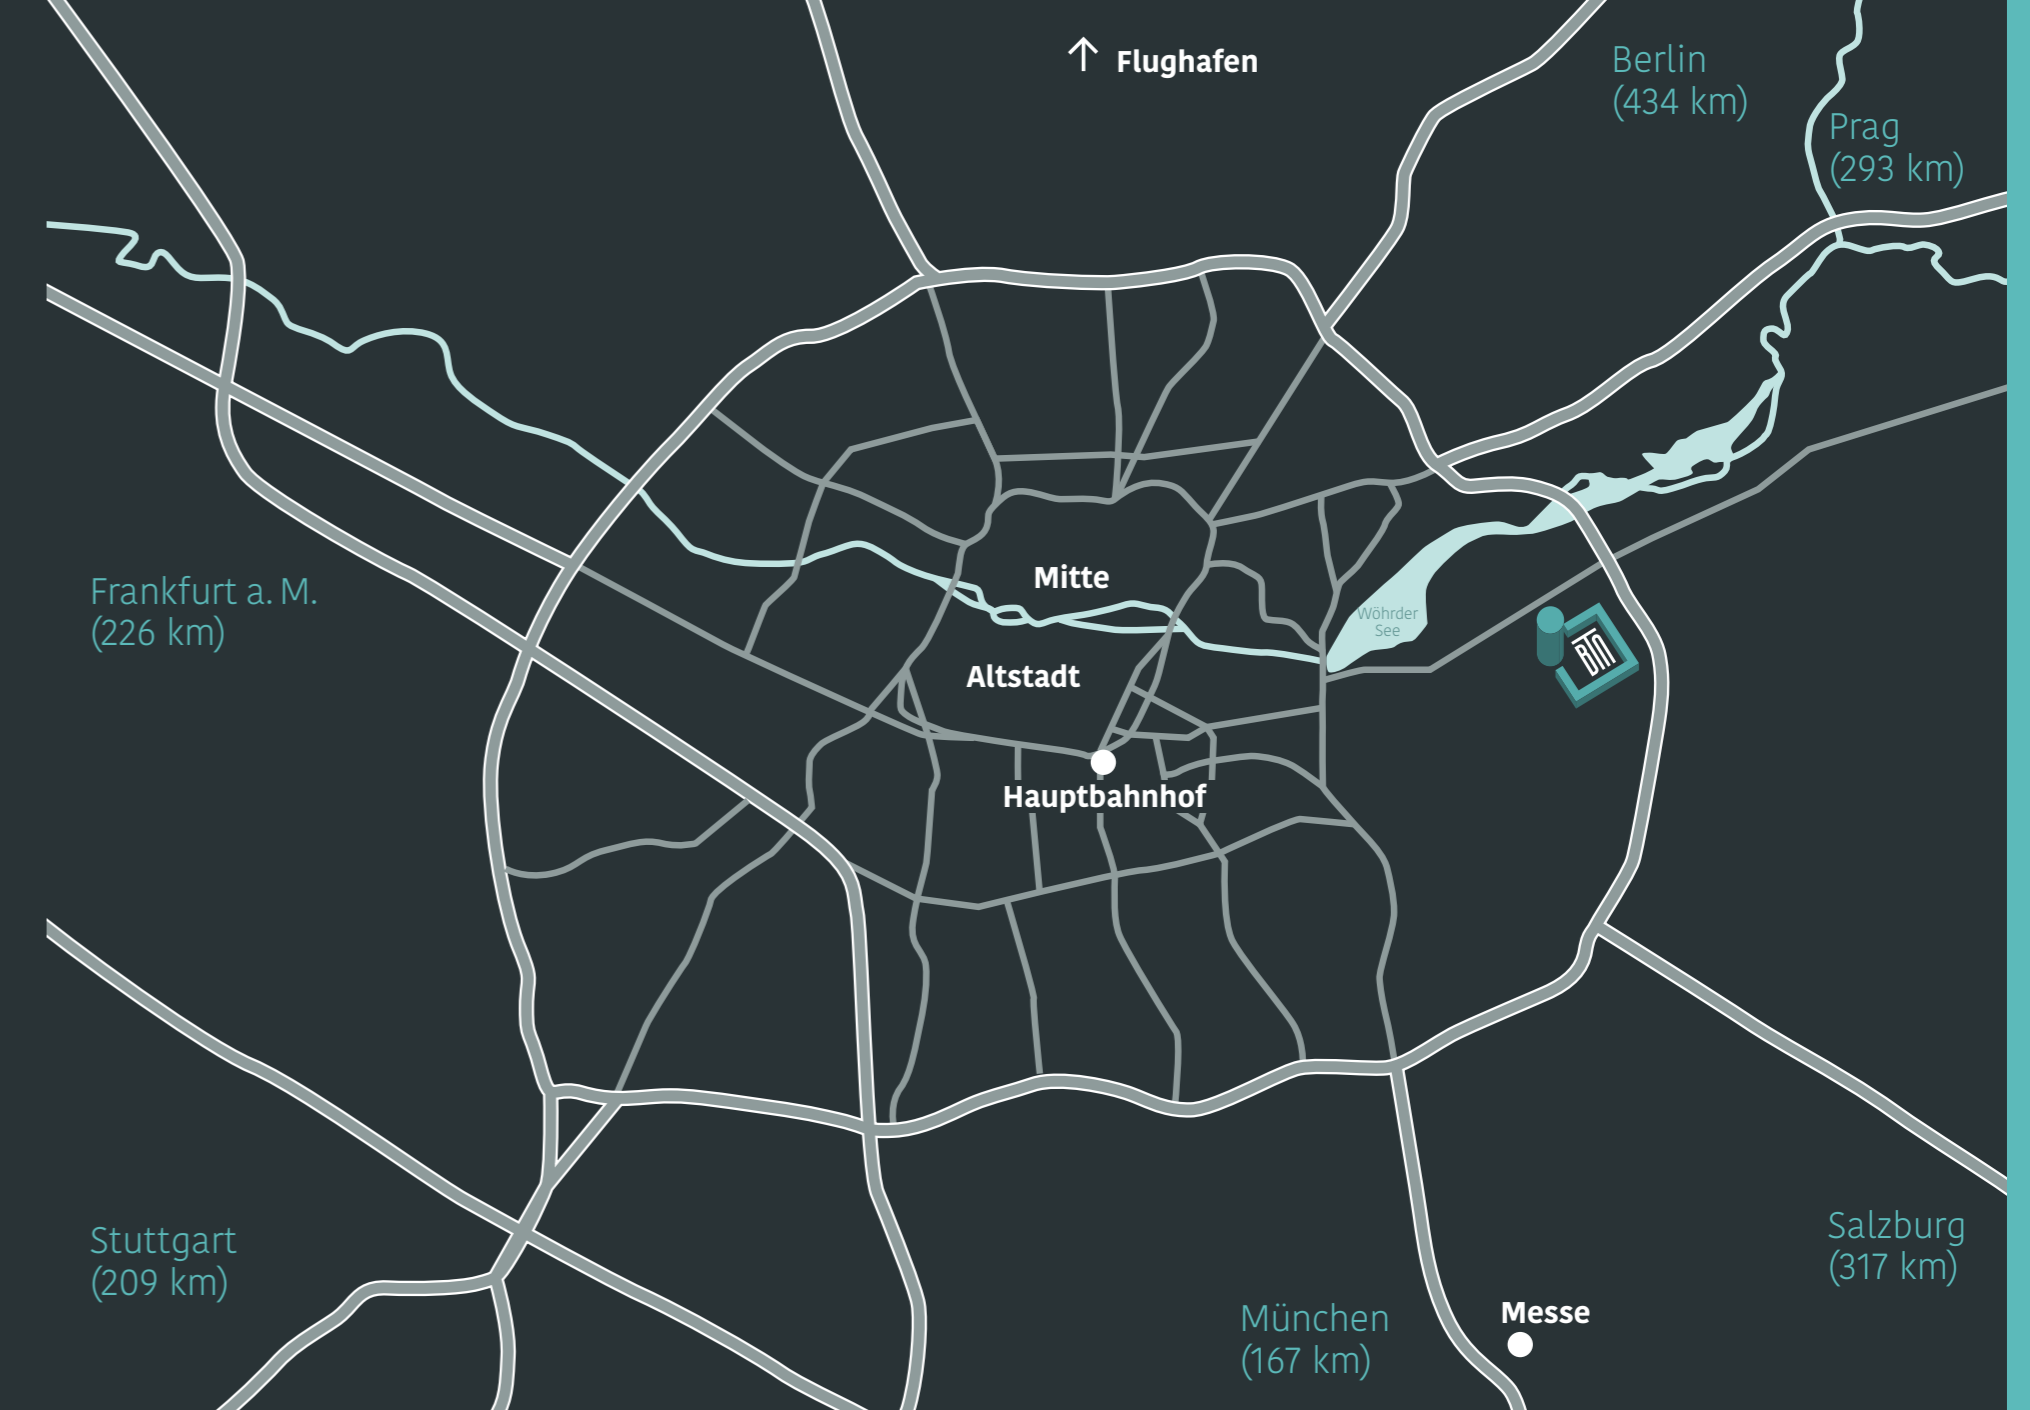 Flughafen
Berlin
(434 km)
Prag
(293 km)
Mitte
Frankfurt a. M.
(226 km)
Wöhrder
See
BTN
Altstadt
Hauptbahnhof
Stuttgart
(209 km)
Salzburg
(317 km)
München
(167 km)
Messe